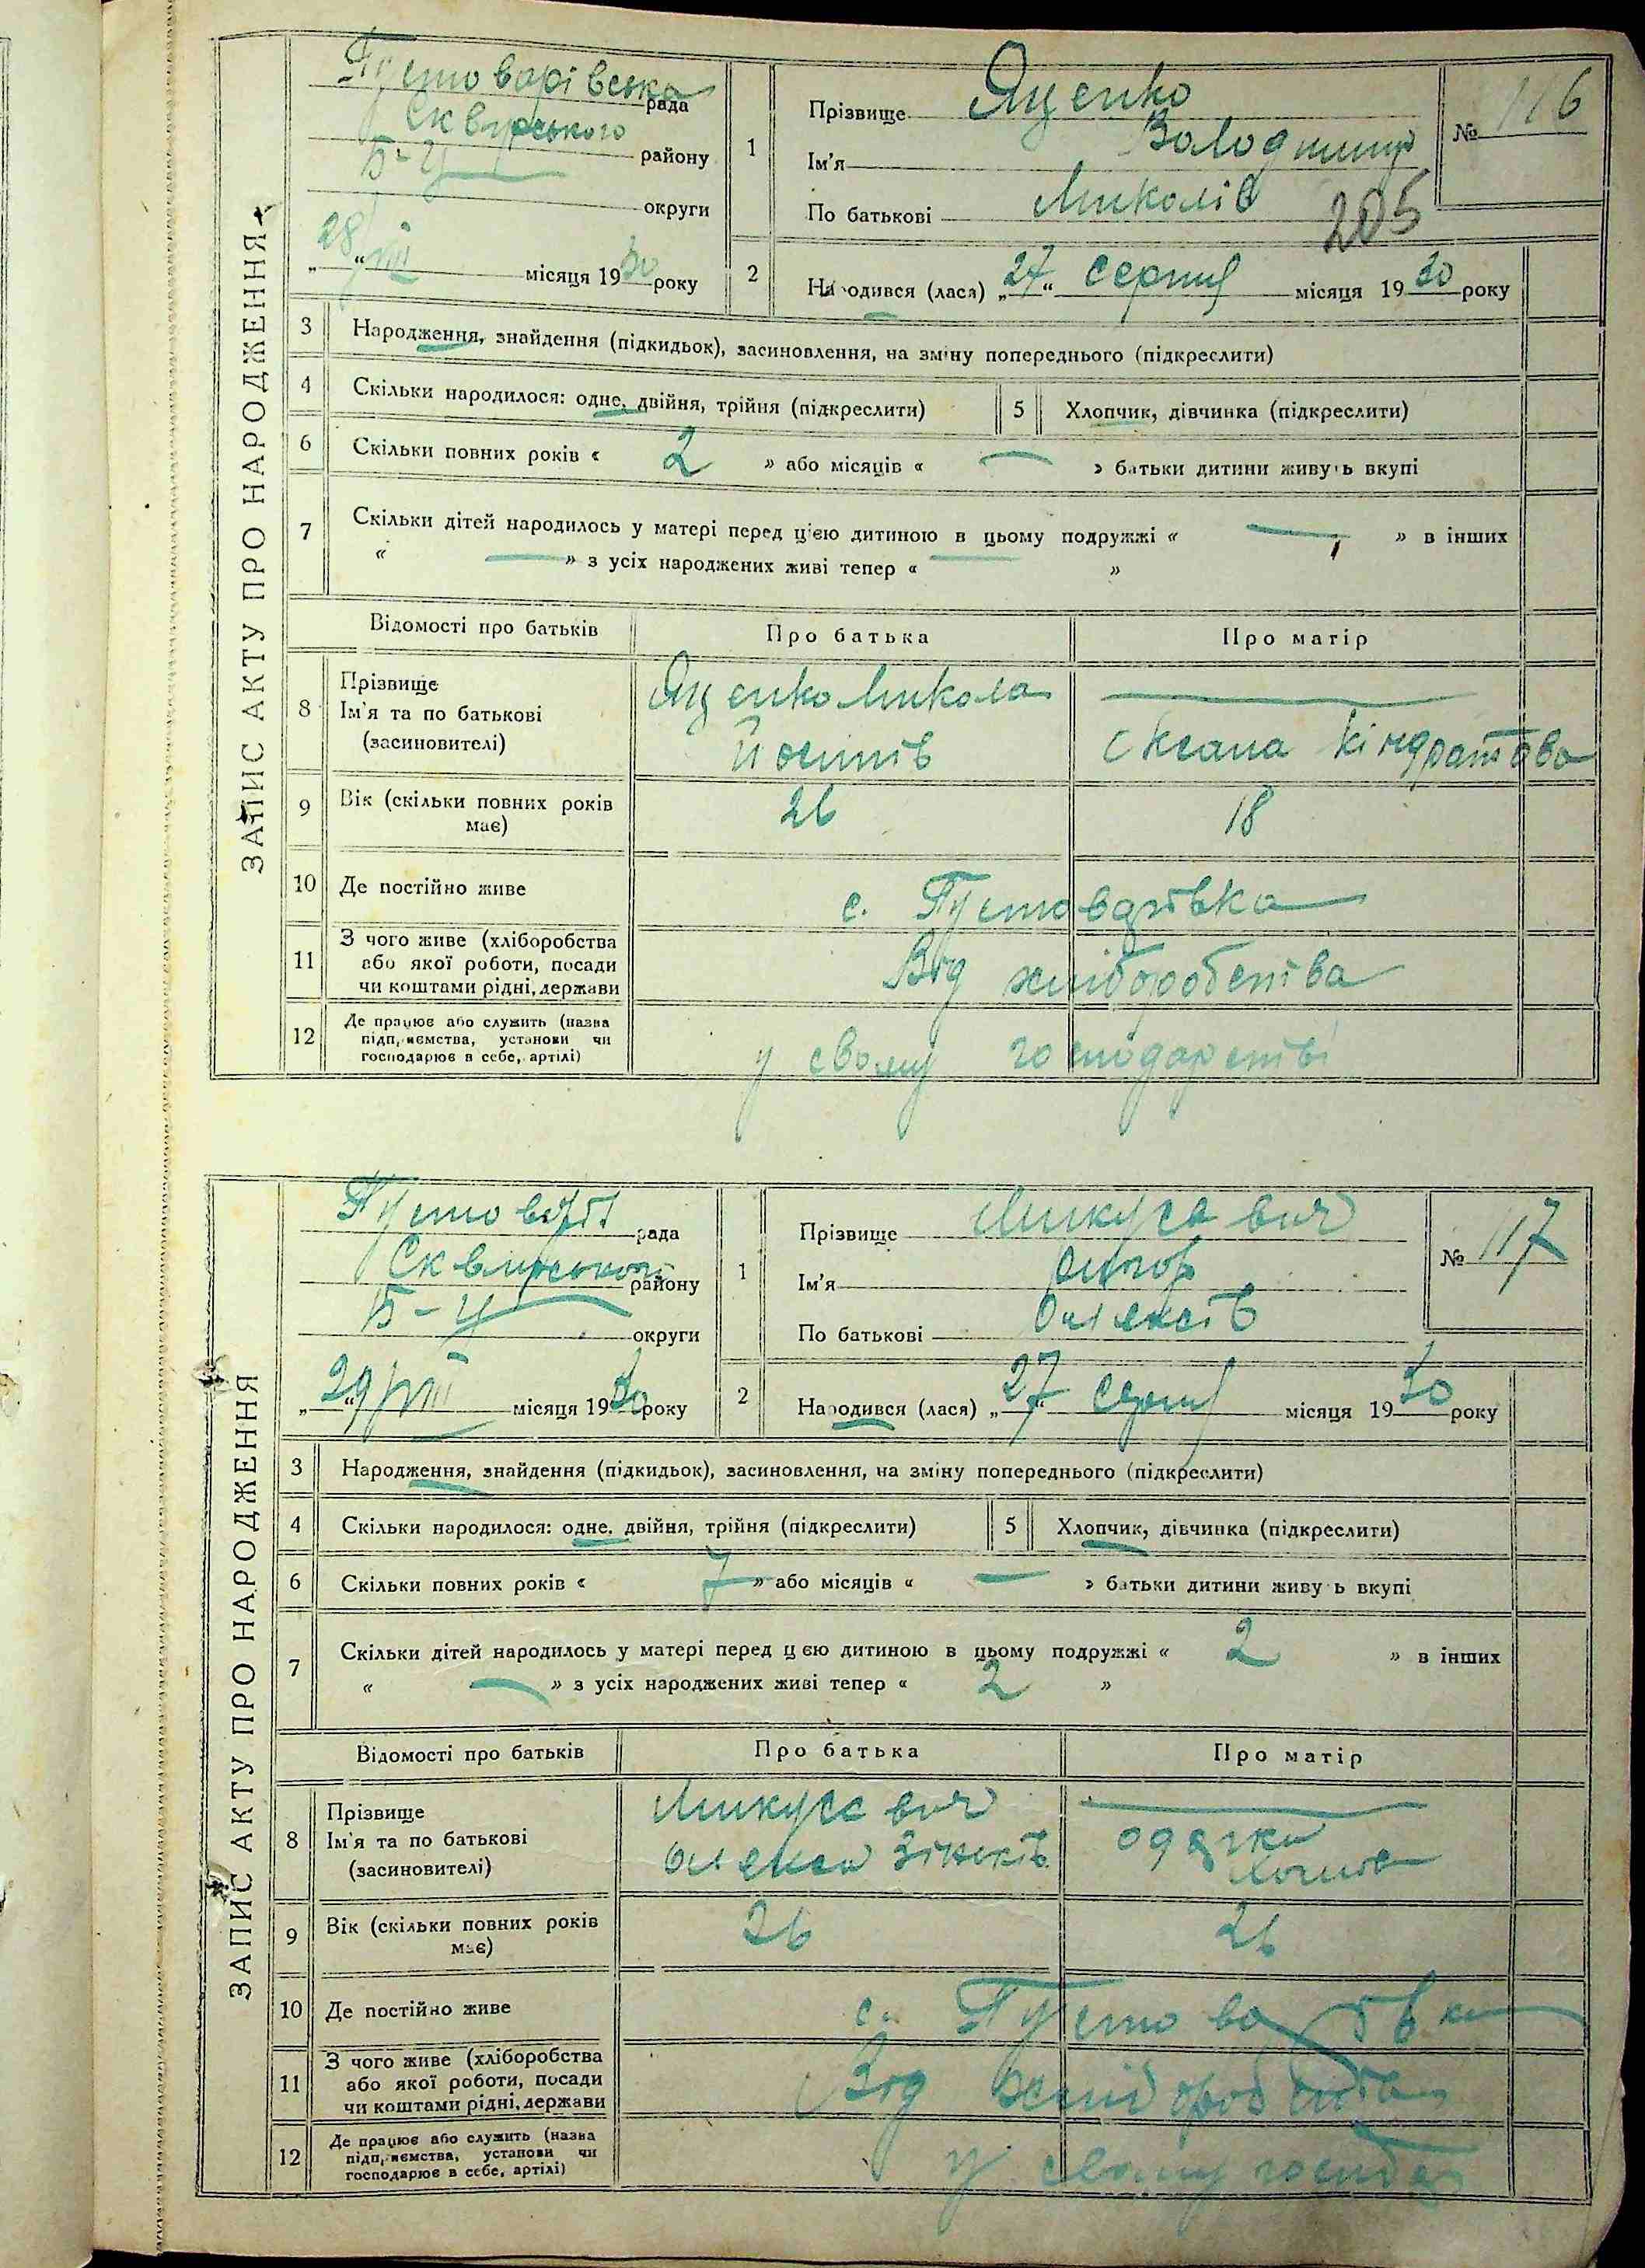 ЗАПИС АКТУ ПРО НАРОДЖЕННЯ
Пустоварівська рада
Сквирського району
Б-Ц округи
„28“ VIII місяця 1930 року
1
Прізвище Яценко
Ім'я Володимир
По батькові Миколів
№ 116
205
2
Народився (лася) „27“ Серпня місяця 1930 року
3 Народження, знайдення (підкидьок), засиновлення, на зміну попереднього (підкреслити)
4 Скільки народилося: одне, двійня, трійня (підкреслити) 5 Хлопчик, дівчинка (підкреслити)
6 Скільки повних років « 2 » або місяців « — » батьки дитини живуть вкупі
7 Скільки дітей народилось у матері перед цією дитиною в цьому подружжі « — » в інших
« — » з усіх народжених живі тепер « — »
Відомості про батьків Про батька Про матір
8 Прізвище
Ім'я та по батькові
(засиновителі)
Яценко Микола
Йосипів
—
Оксана Кіндратова
9 Вік (скільки повних років
має)
26 18
10 Де постійно живе с. Пустоварівка
11 З чого живе (хліборобства
або якої роботи, посади
чи коштами рідні, держави
Від хліборобства
12 Де працює або служить (назва
підприємства, установи чи
господарює в себе, артілі)
у свому господарстві
ЗАПИС АКТУ ПРО НАРОДЖЕННЯ
рада
Сквирського району
Б-Ц округи
„29“ VIII місяця 1930 року
1
Прізвище
Ім'я
По батькові Олексів
№ 117
2
Народився (лася) „27“ Серпня місяця 1930 року
3 Народження, знайдення (підкидьок), засиновлення, на зміну попереднього (підкреслити)
4 Скільки народилося: одне, двійня, трійня (підкреслити) 5 Хлопчик, дівчинка (підкреслити)
6 Скільки повних років « 7 » або місяців « — » батьки дитини живуть вкупі
7 Скільки дітей народилось у матері перед цією дитиною в цьому подружжі « 2 » в інших
« — » з усіх народжених живі тепер « 2 »
Відомості про батьків Про батька Про матір
8 Прізвище
Ім'я та по батькові
(засиновителі)
Олекса
—
Одарка
9 Вік (скільки повних років
має)
26 26
10 Де постійно живе с. Пустоварівка
11 З чого живе (хліборобства
або якої роботи, посади
чи коштами рідні, держави
Від хліборобства
12 Де працює або служить (назва
підприємства, установи чи
господарює в себе, артілі)
у свому господар